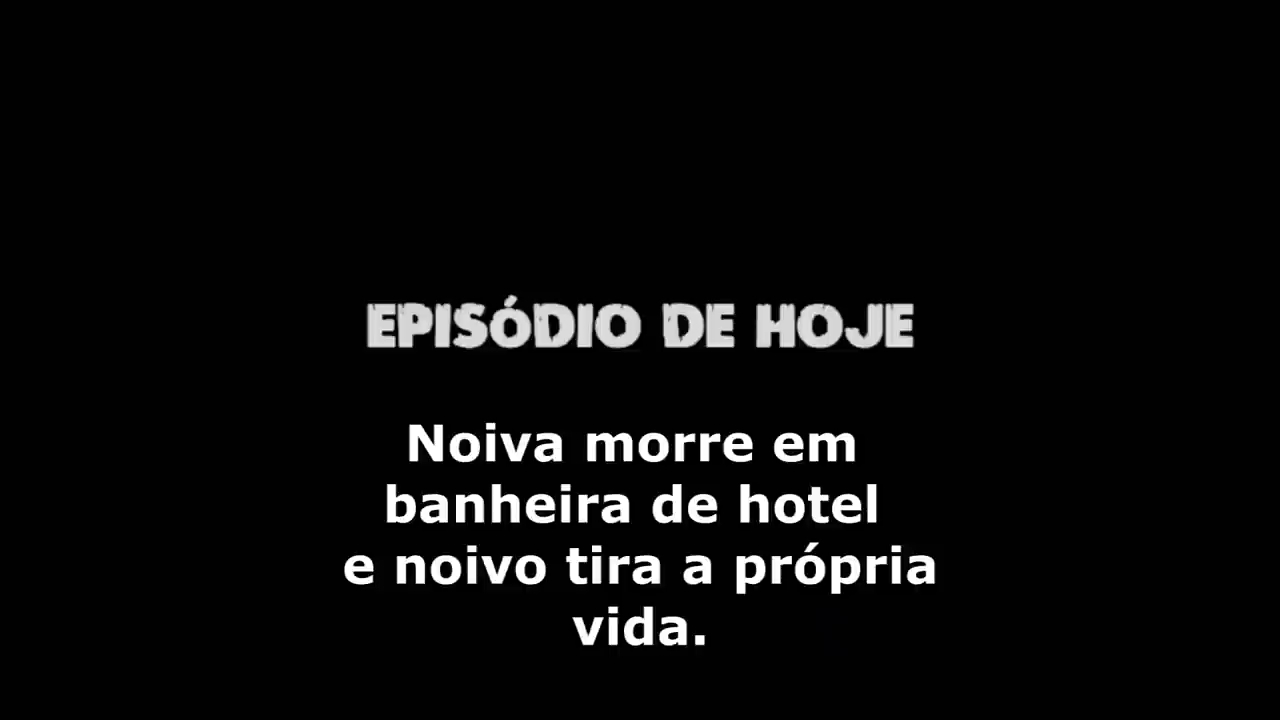 EPISÓDIO DE HOJE
Noiva morre em
banheira de hotel
e noivo tira a própria
vida.